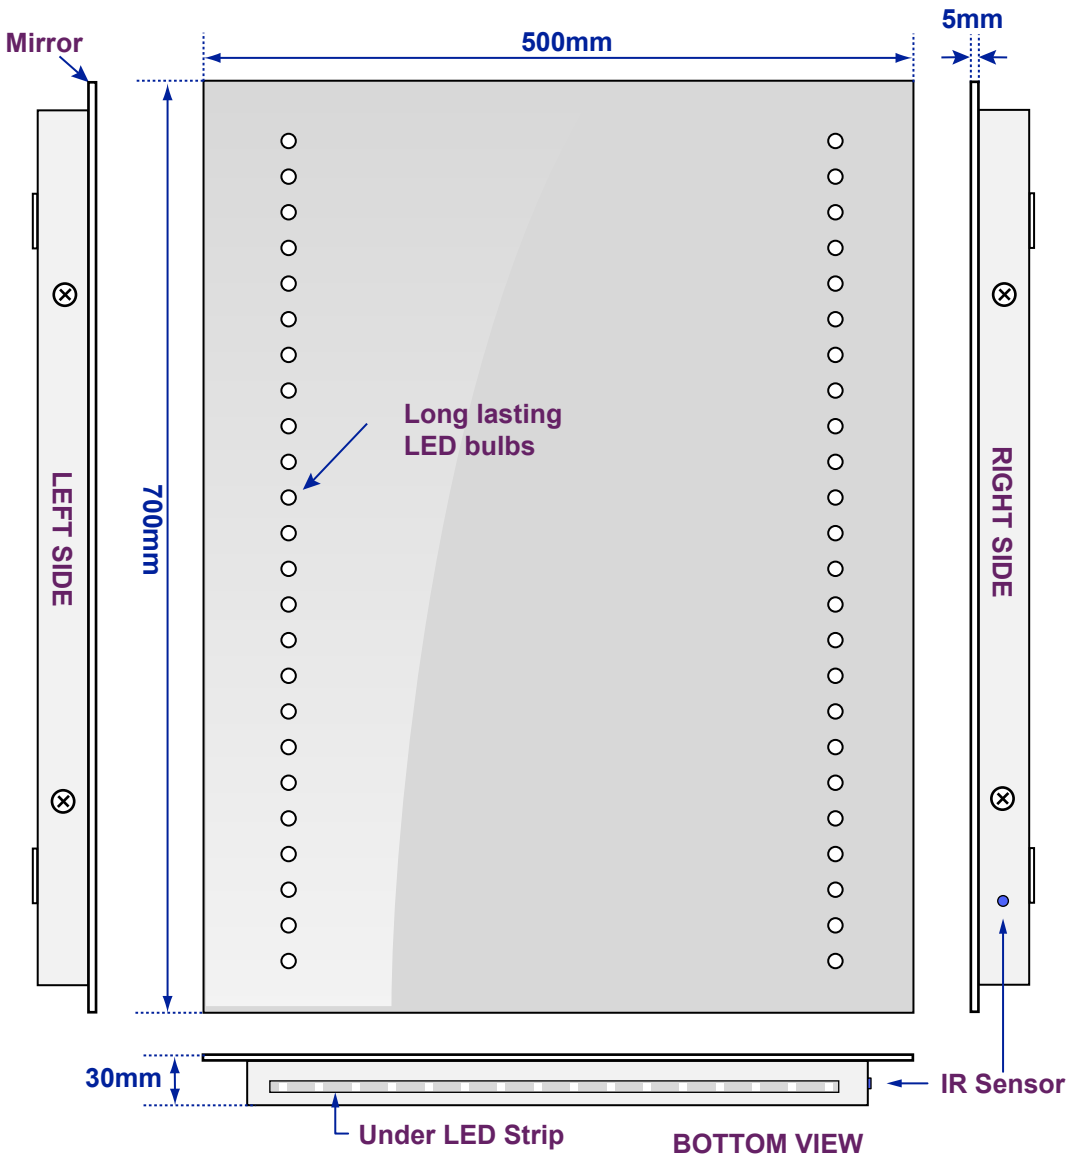 5mm
500mm
Mirror
Long lasting
LED bulbs
LEFT SIDE
700mm
RIGHT SIDE
30mm
IR Sensor
Under LED Strip
BOTTOM VIEW